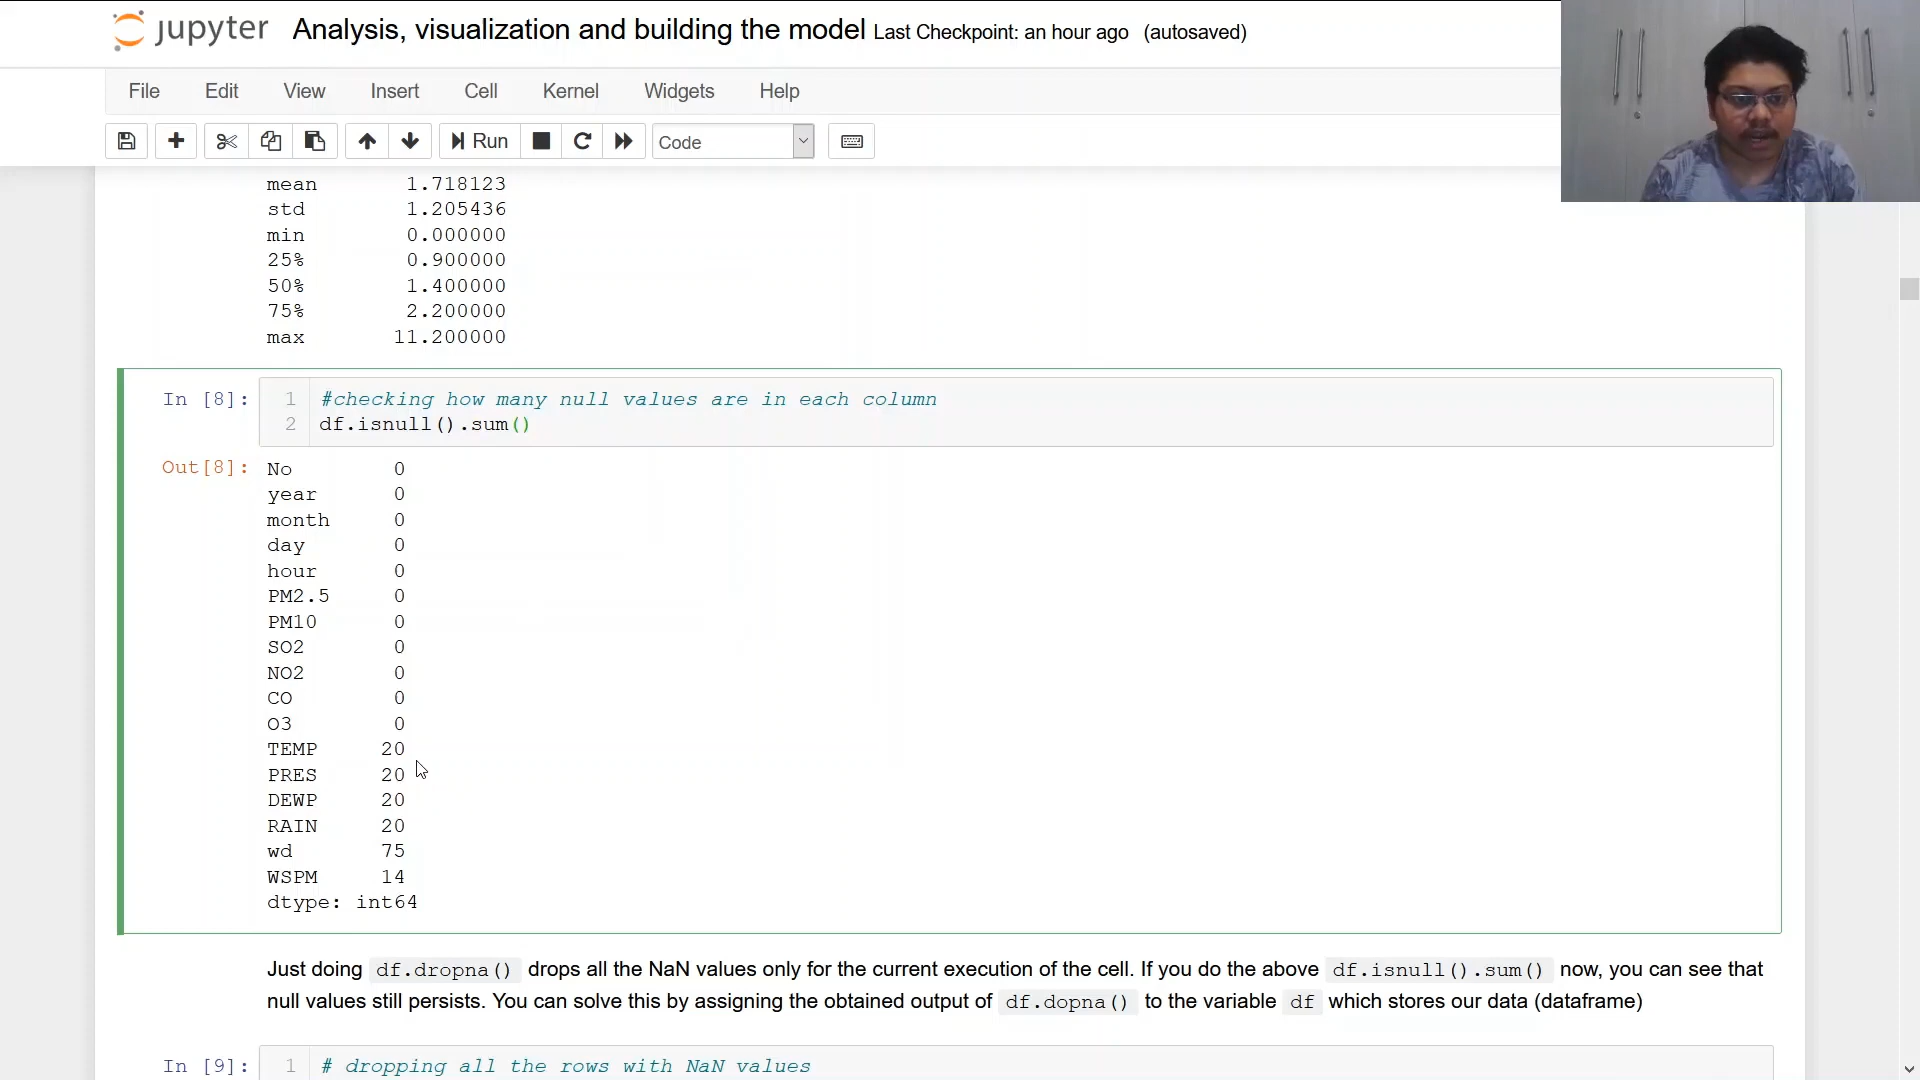 jupyter Analysis, visualization and building the model Last Checkpoint: an hour ago (autosaved)
File Edit View Insert Cell Kernel Widgets Help
Run Code
mean 1.718123
std 1.205436
min 0.000000
25% 0.900000
50% 1.400000
75% 2.200000
max 11.200000
In [8]: 1 #checking how many null values are in each column
2 df.isnull().sum()
Out[8]: No 0
year 0
month 0
day 0
hour 0
PM2.5 0
PM10 0
SO2 0
NO2 0
CO 0
O3 0
TEMP 20
PRES 20
DEWP 20
RAIN 20
wd 75
WSPM 14
dtype: int64
Just doing df.dropna() drops all the NaN values only for the current execution of the cell. If you do the above df.isnull().sum() now, you can see that
null values still persists. You can solve this by assigning the obtained output of df.dopna() to the variable df which stores our data (dataframe)
In [9]: 1 # dropping all the rows with NaN values